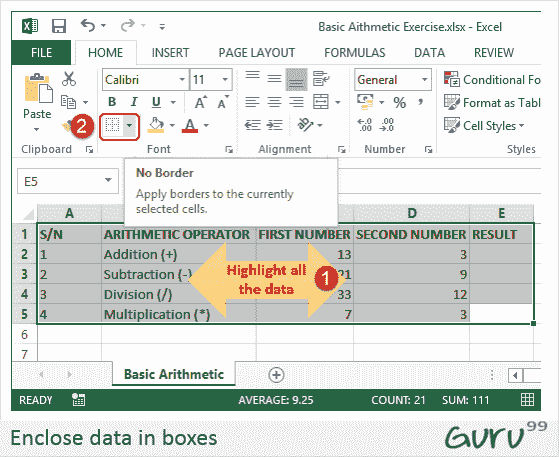 Basic Aithmetic Exercise.xlsx - Excel
FILE HOME INSERT PAGE LAYOUT FORMULAS DATA REVIEW
Calibri 11 General Conditional Fo
Paste B I U A A % , Format as Tab
2 A .00 .0 Cell Styles
Clipboard Font Alignment Number Styles
No Border
Apply borders to the currently
selected cells.
E5
A D E
1 S/N ARITHMETIC OPERATOR FIRST NUMBER SECOND NUMBER RESULT
2 1 Addition (+) 13 3
3 2 Subtraction (-) 21 9
4 3 Division (/) 33 12
5 4 Multiplication (*) 7 3
6
7
Highlight all
the data
1
Basic Arithmetic
READY AVERAGE: 9.25 COUNT: 21 SUM: 111
Enclose data in boxes
Guru99